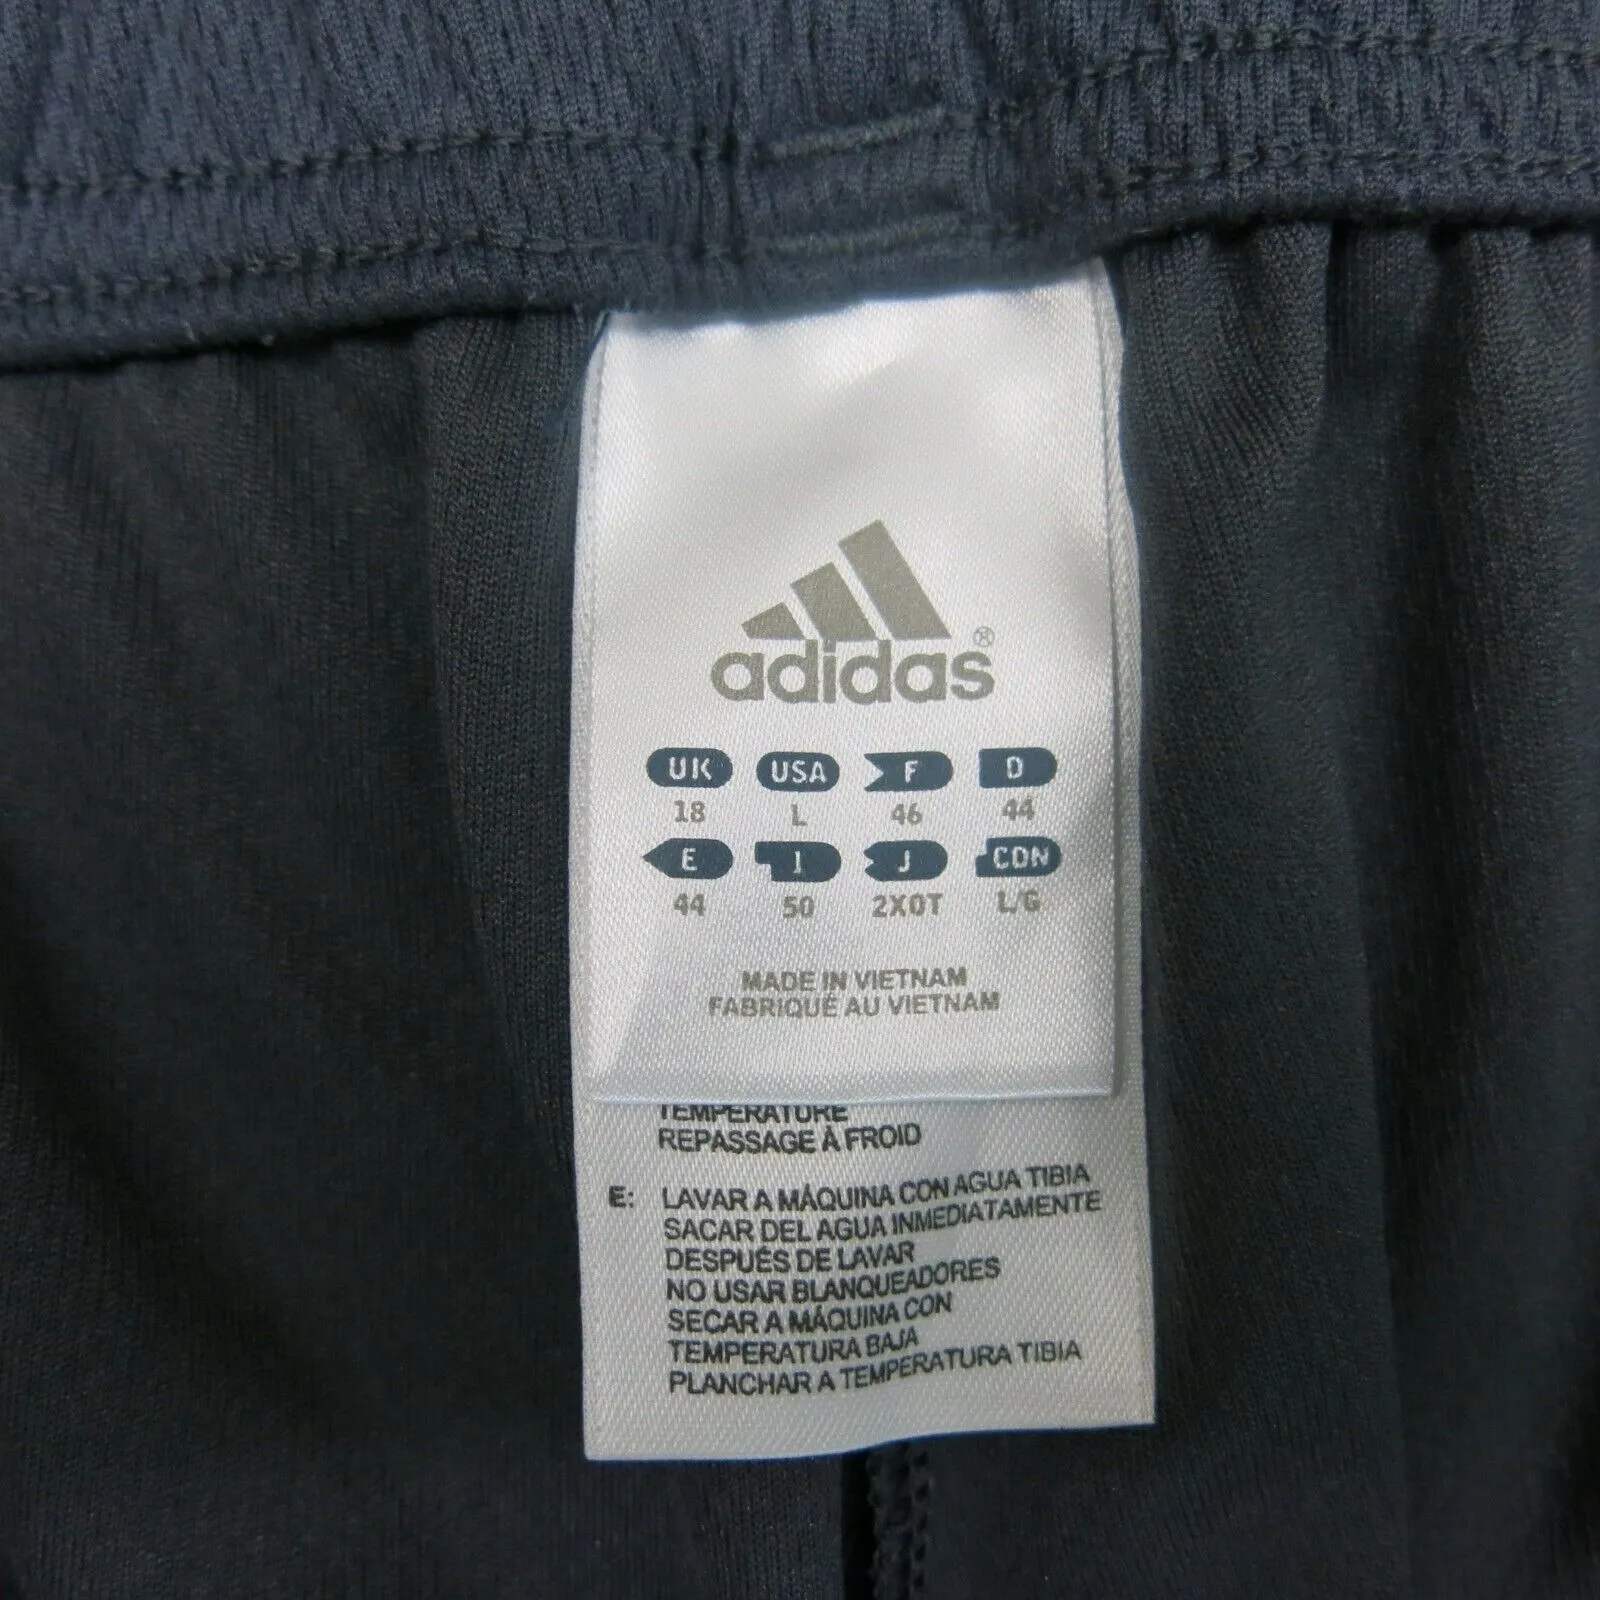 adidas®
UK USA F D
18 L 46 44
E I J CDN
44 50 2XOT L/G
MADE IN VIETNAM
FABRIQUÉ AU VIETNAM
TEMPERATURE
REPASSAGE À FROID
E: LAVAR A MÁQUINA CON AGUA TIBIA
SACAR DEL AGUA INMEDIATAMENTE
DESPUÉS DE LAVAR
NO USAR BLANQUEADORES
SECAR A MÁQUINA CON
TEMPERATURA BAJA
PLANCHAR A TEMPERATURA TIBIA